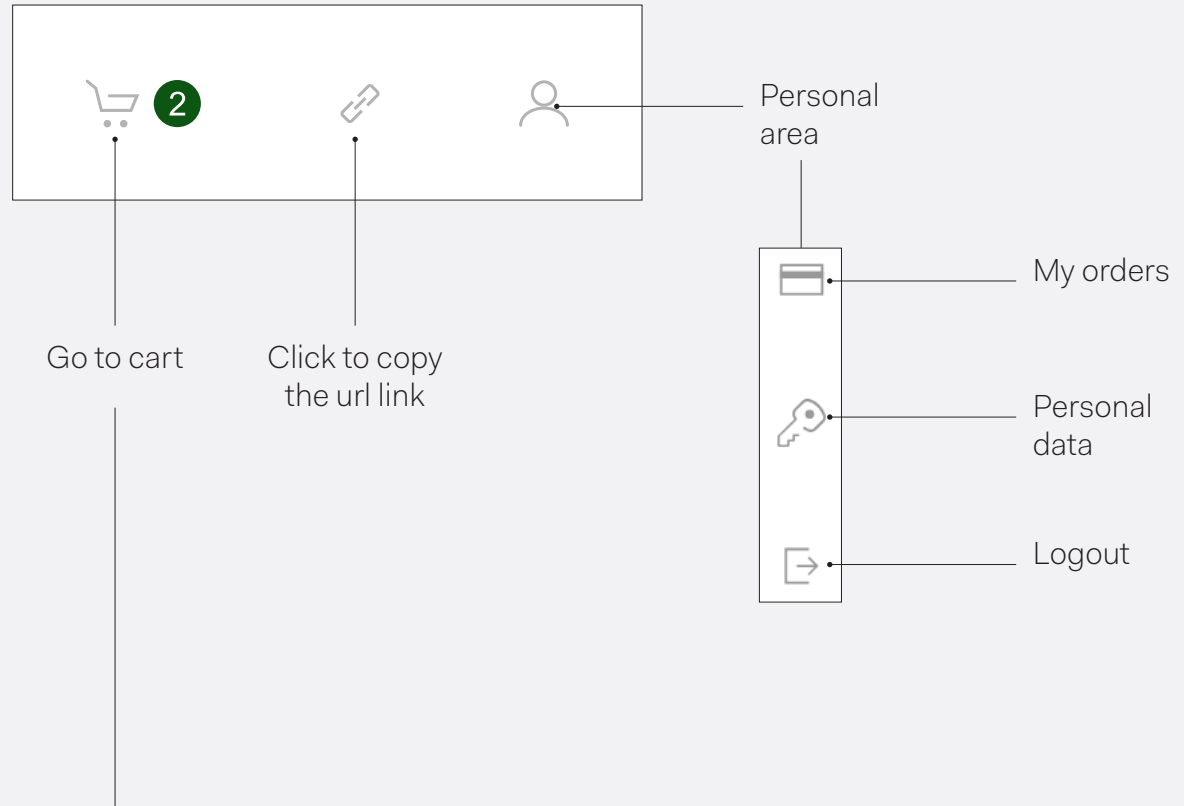 2
Personal
area
Go to cart
Click to copy
the url link
My orders
Personal
data
Logout